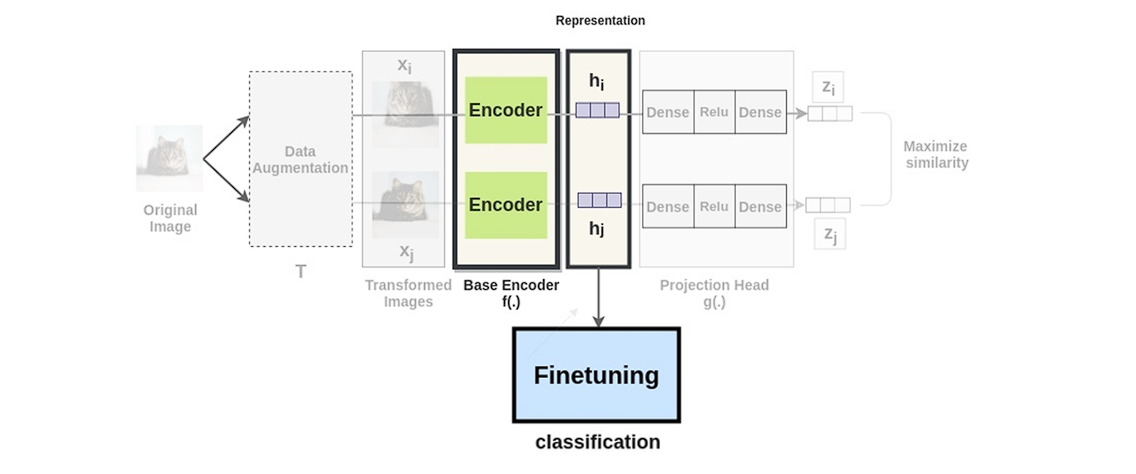 Representation
x_i
h_i
z_i
Encoder
Dense Relu Dense
Data
Augmentation
Maximize
similarity
Original
Image
Encoder
Dense Relu Dense
h_j
z_j
x_j
T
Transformed
Images
Base Encoder
f(.)
Projection Head
g(.)
Finetuning
classification